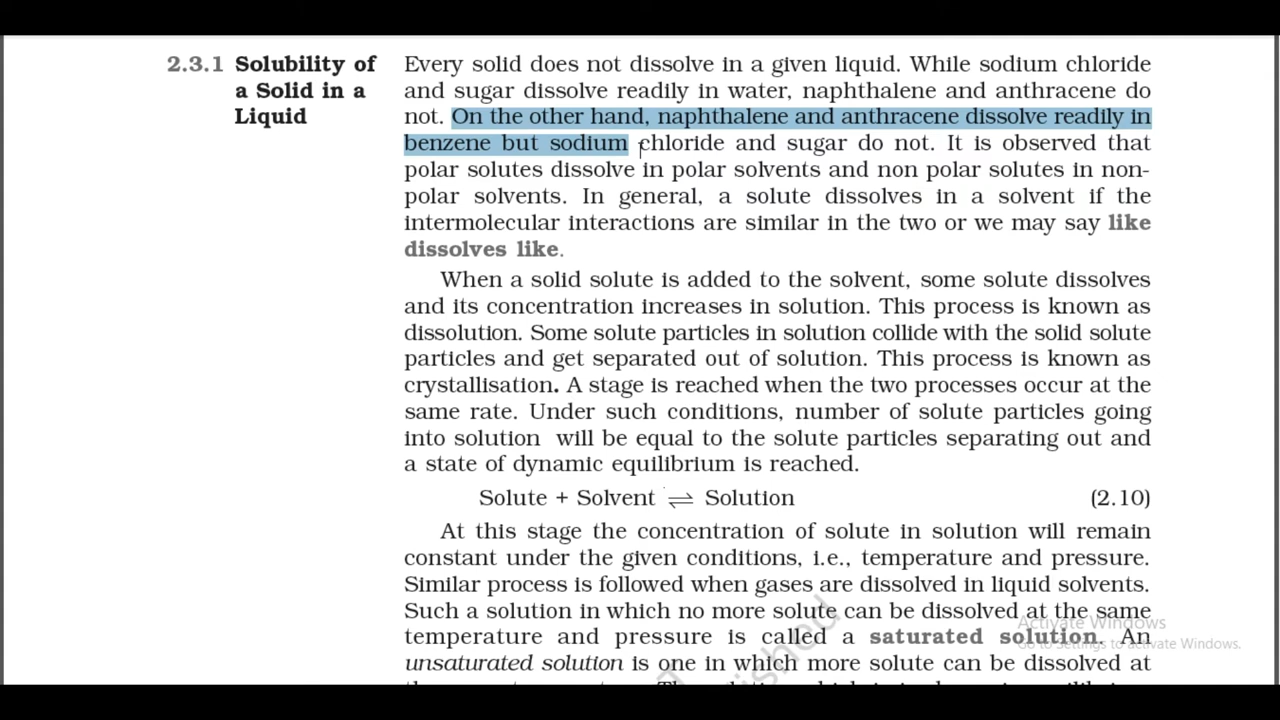 2.3.1 Solubility of
a Solid in a
Liquid
Every solid does not dissolve in a given liquid. While sodium chloride
and sugar dissolve readily in water, naphthalene and anthracene do
not. On the other hand, naphthalene and anthracene dissolve readily in
benzene but sodium chloride and sugar do not. It is observed that
polar solutes dissolve in polar solvents and non polar solutes in non-
polar solvents. In general, a solute dissolves in a solvent if the
intermolecular interactions are similar in the two or we may say like
dissolves like.
When a solid solute is added to the solvent, some solute dissolves
and its concentration increases in solution. This process is known as
dissolution. Some solute particles in solution collide with the solid solute
particles and get separated out of solution. This process is known as
crystallisation. A stage is reached when the two processes occur at the
same rate. Under such conditions, number of solute particles going
into solution will be equal to the solute particles separating out and
a state of dynamic equilibrium is reached.
Solute + Solvent ⇌ Solution (2.10)
At this stage the concentration of solute in solution will remain
constant under the given conditions, i.e., temperature and pressure.
Similar process is followed when gases are dissolved in liquid solvents.
Such a solution in which no more solute can be dissolved at the same
temperature and pressure is called a saturated solution. An
unsaturated solution is one in which more solute can be dissolved at
Activate Windows
Go to Settings to activate Windows.